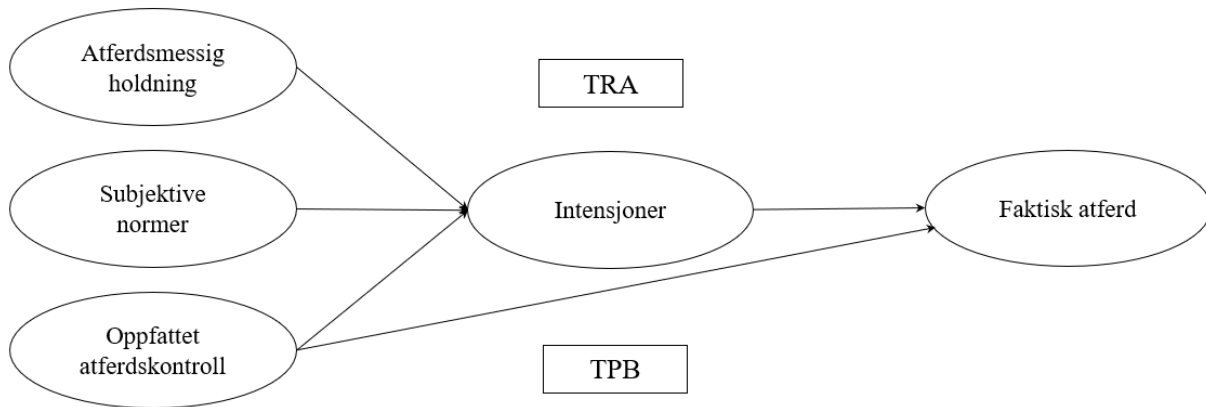 Atferdsmessig
holdning
TRA
Subjektive
normer
Intensjoner
Faktisk atferd
Oppfattet
atferdskontroll
TPB